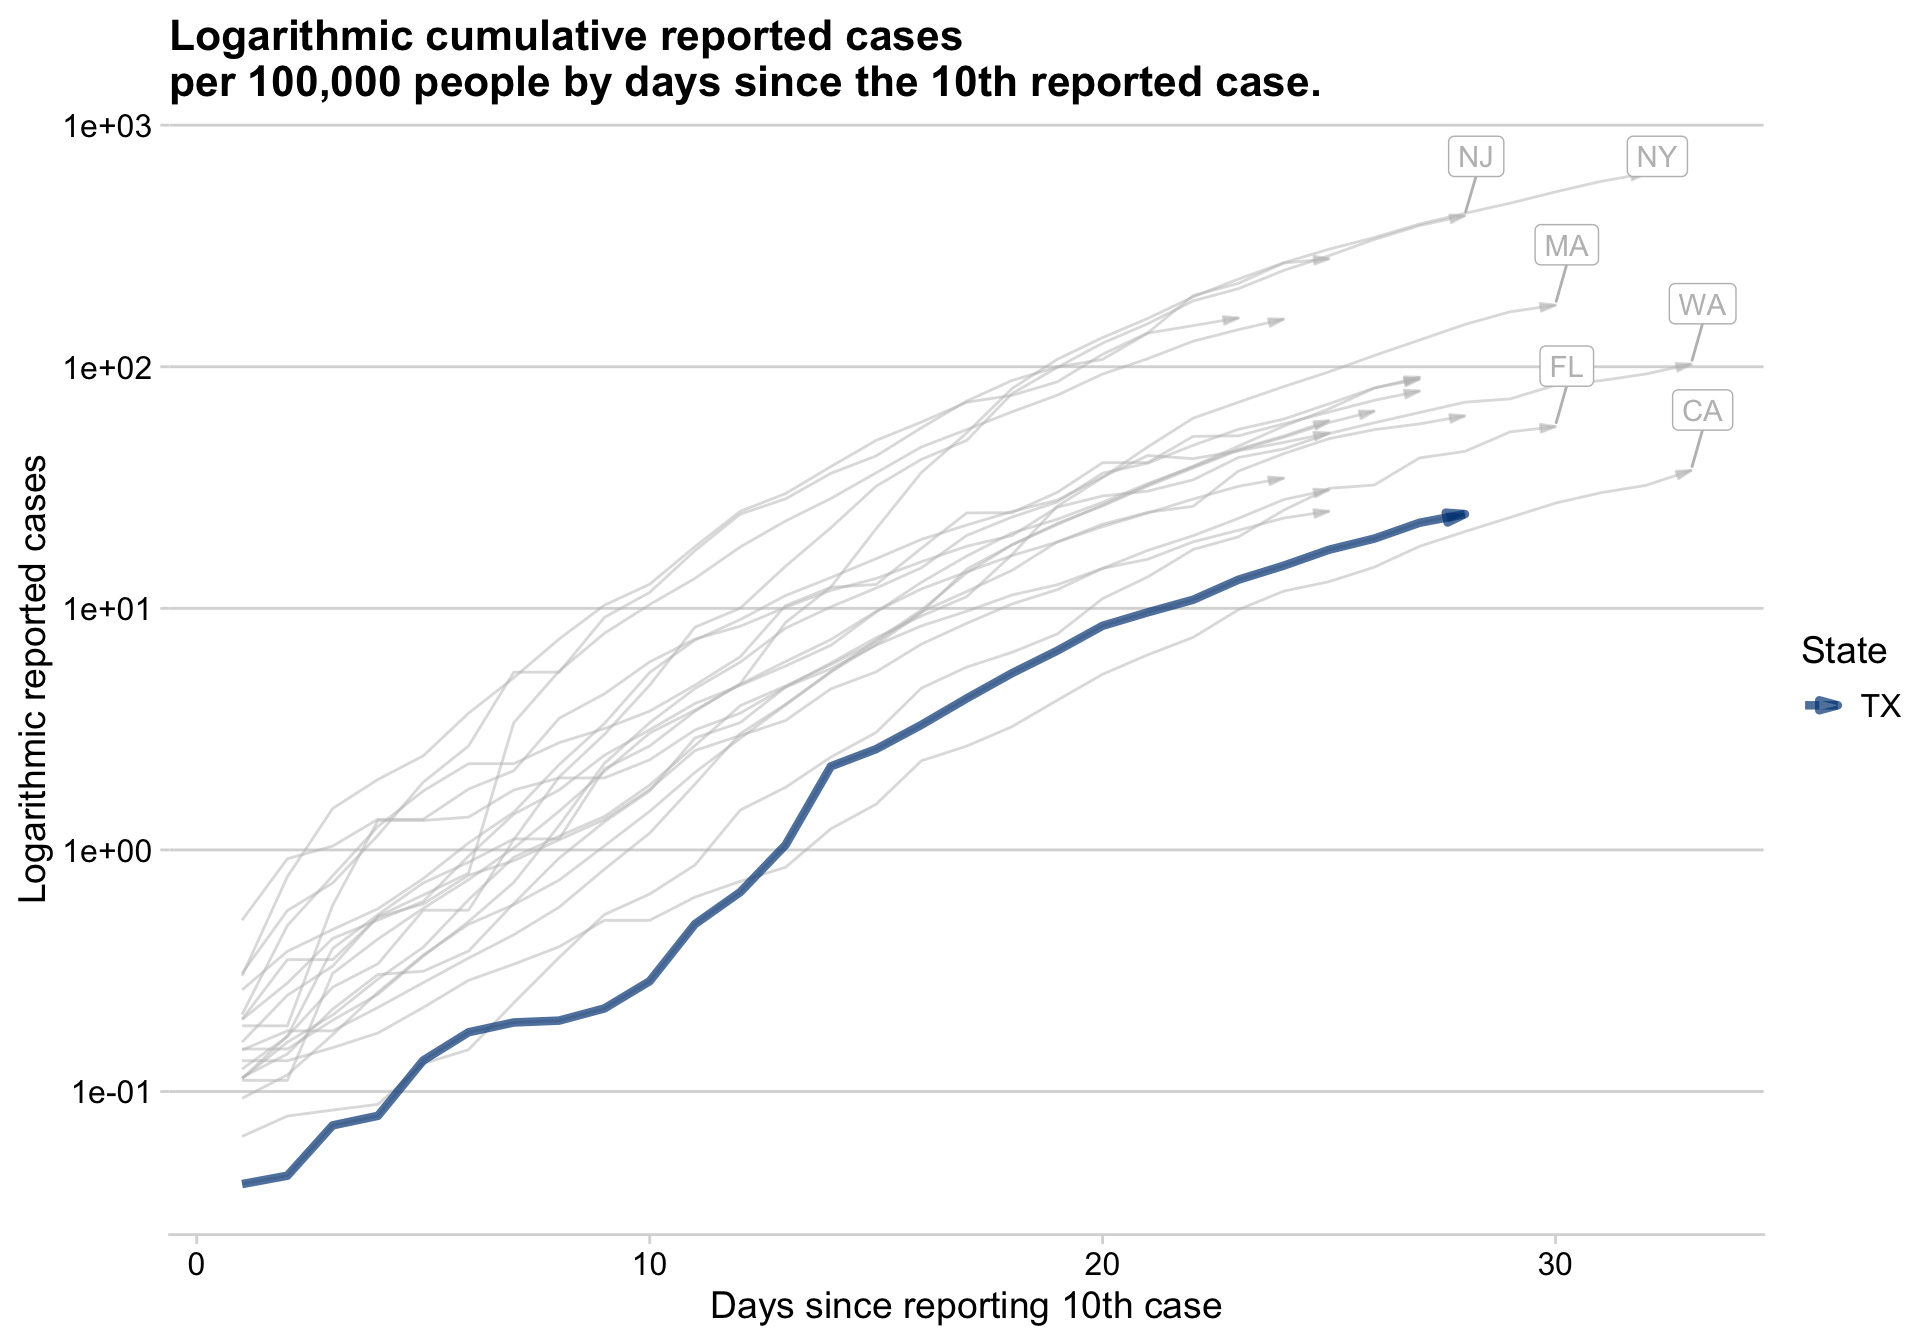 Logarithmic cumulative reported cases
per 100,000 people by days since the 10th reported case.
1e+03
1e+02
1e+01
1e+00
1e-01
Logarithmic reported cases
NJ
NY
MA
WA
FL
CA
State
TX
0
10
20
30
Days since reporting 10th case